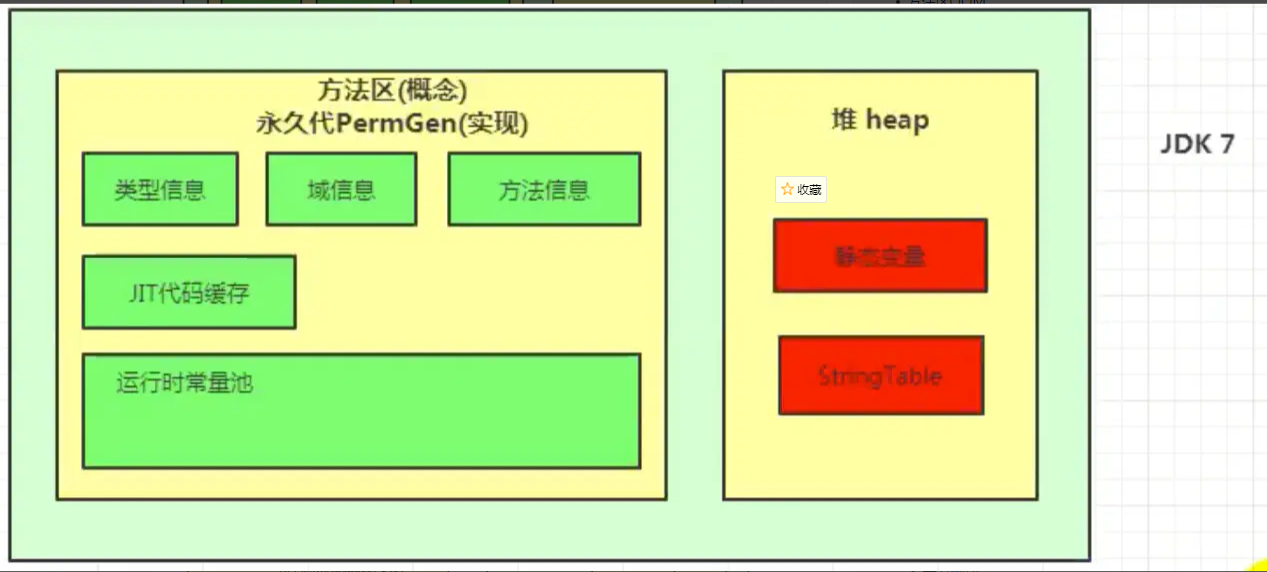 方法区(概念)
永久代PermGen(实现)
类型信息
域信息
方法信息
JIT代码缓存
运行时常量池
堆 heap
收藏
静态变量
StringTable
JDK 7